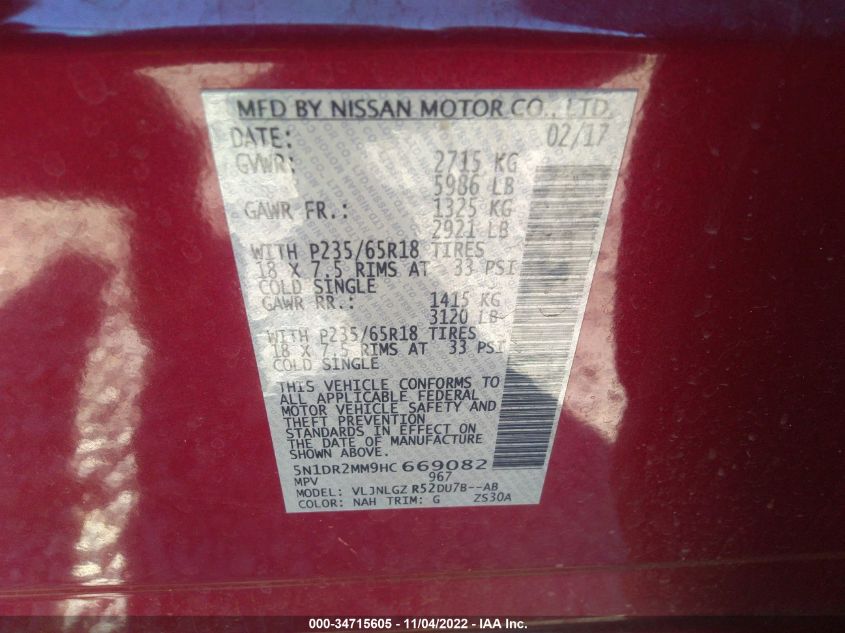 MFD BY NISSAN MOTOR CO., LTD.
DATE: 02/17
GVWR: 2715 KG
5986 LB
GAWR FR.: 1325 KG
2921 LB
WITH P235/65R18 TIRES
18 X 7.5 RIMS AT 33 PSI
COLD SINGLE
GAWR RR.: 1415 KG
3120 LB
WITH P235/65R18 TIRES
18 X 7.5 RIMS AT 33 PSI
COLD SINGLE
THIS VEHICLE CONFORMS TO
ALL APPLICABLE FEDERAL
MOTOR VEHICLE SAFETY AND
THEFT PREVENTION
STANDARDS IN EFFECT ON
THE DATE OF MANUFACTURE
SHOWN ABOVE.
5N1DR2MM9HC 669082
MPV 967
MODEL: VLJNLGZ R52DU7B--AB
COLOR: NAH TRIM: G ZS30A
000-34715605 - 11/04/2022 - IAA Inc.